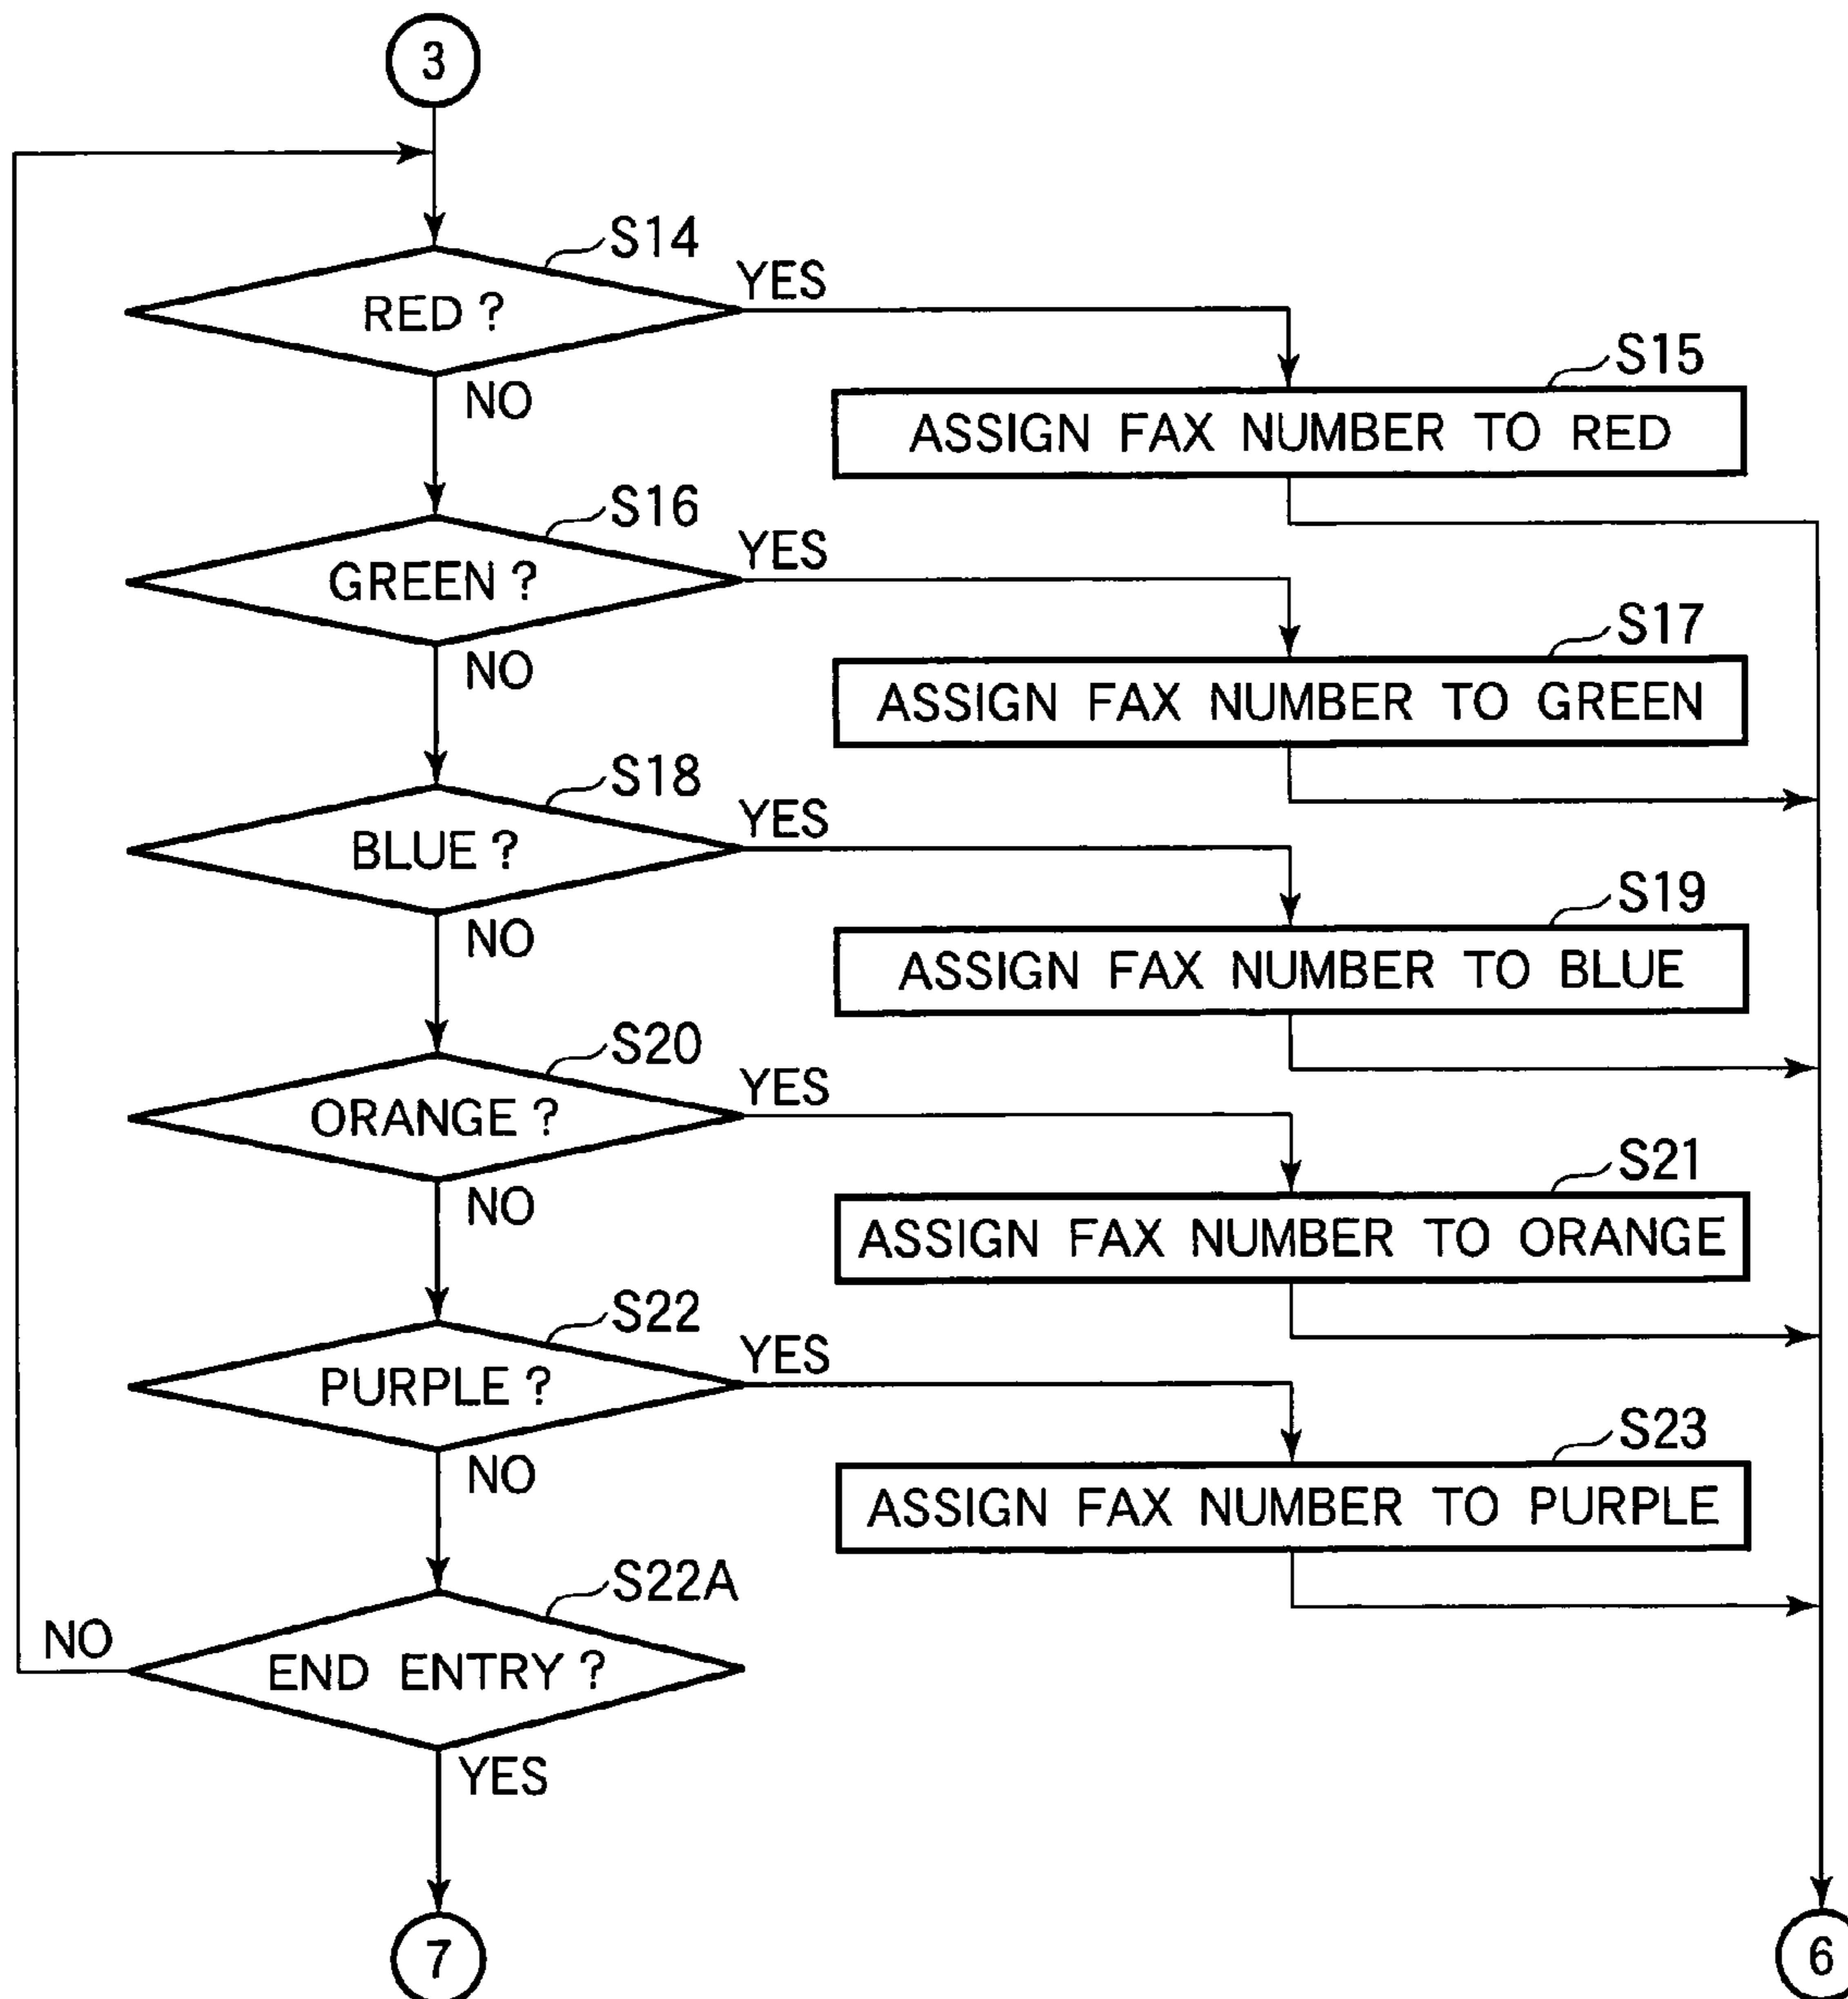 3
S14
RED ?
YES
NO
S15
ASSIGN FAX NUMBER TO RED
S16
GREEN ?
YES
NO
S17
ASSIGN FAX NUMBER TO GREEN
S18
BLUE ?
YES
NO
S19
ASSIGN FAX NUMBER TO BLUE
S20
ORANGE ?
YES
NO
S21
ASSIGN FAX NUMBER TO ORANGE
S22
PURPLE ?
YES
NO
S23
ASSIGN FAX NUMBER TO PURPLE
S22A
END ENTRY ?
NO
YES
7
6